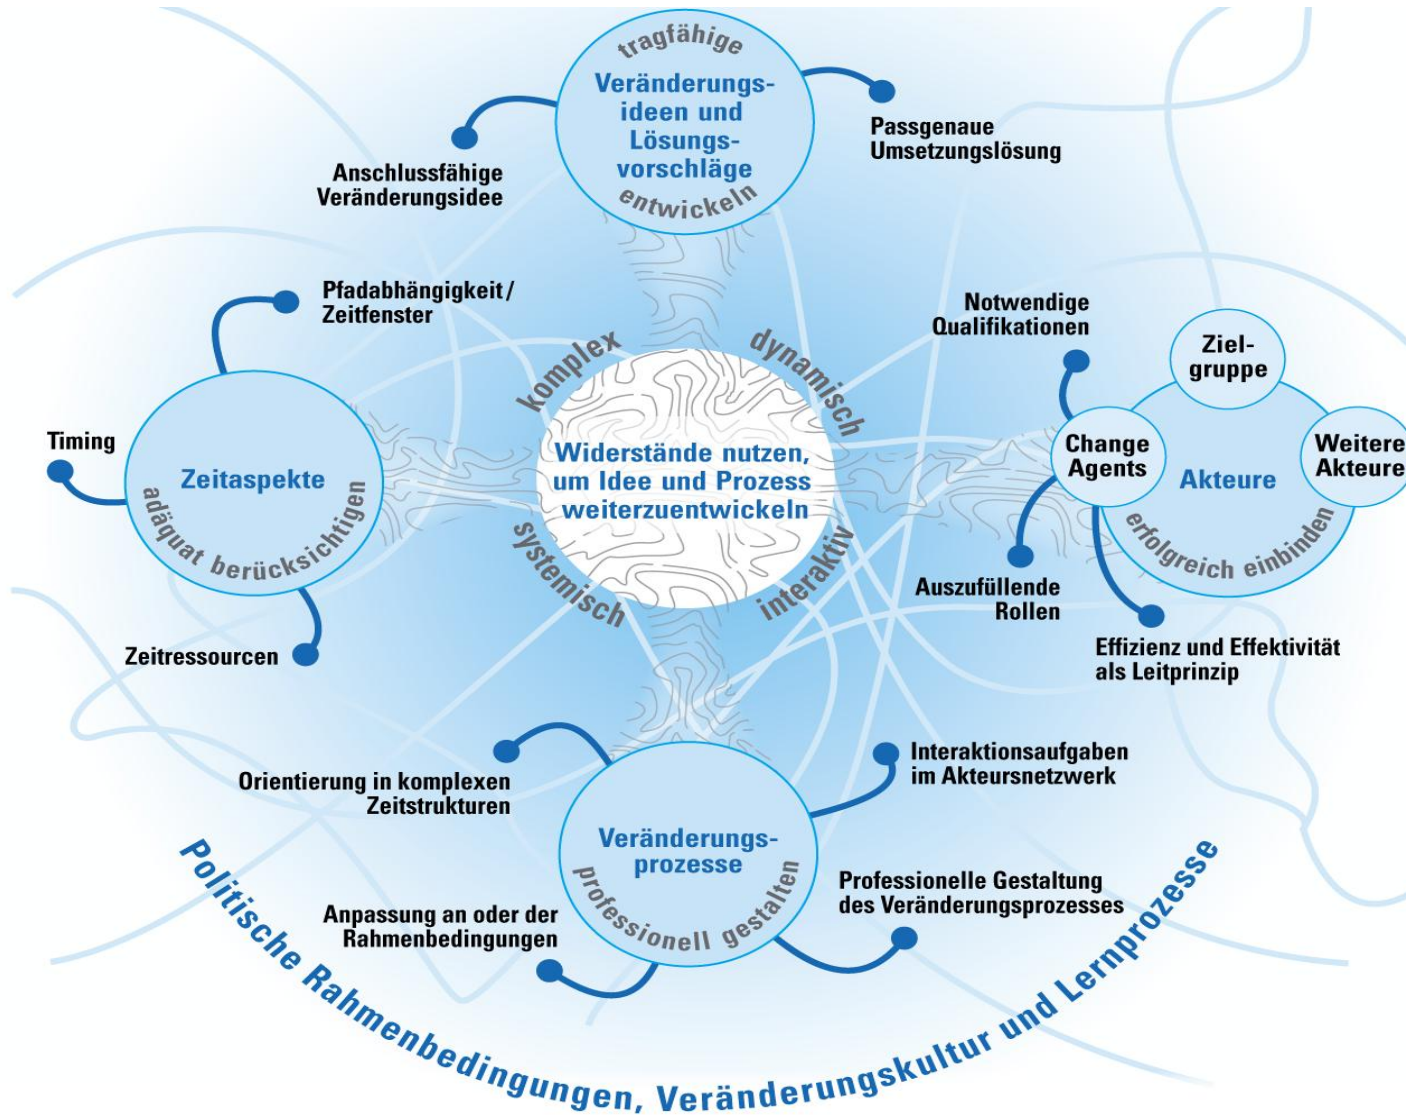 tragfähige
Veränderungs-
ideen und
Lösungs-
vorschläge
entwickeln
Passgenaue
Umsetzungslösung
Anschlussfähige
Veränderungsidee
Pfadabhängigkeit/
Zeitfenster
Timing
Zeitaspekte
adäquat berücksichtigen
Zeitressourcen
komplex
dynamisch
Widerstände nutzen,
um Idee und Prozess
weiterzuentwickeln
systemisch
interaktiv
Notwendige
Qualifikationen
Ziel-
gruppe
Change
Agents
Akteure
Weitere
Akteure
erfolgreich einbinden
Auszufüllende
Rollen
Effizienz und Effektivität
als Leitprinzip
Orientierung in komplexen
Zeitstrukturen
Interaktionsaufgaben
im Akteursnetzwerk
Veränderungs-
prozesse
professionell gestalten
Anpassung an oder der
Rahmenbedingungen
Professionelle Gestaltung
des Veränderungsprozesses
Politische Rahmenbedingungen, Veränderungskultur und Lernprozesse